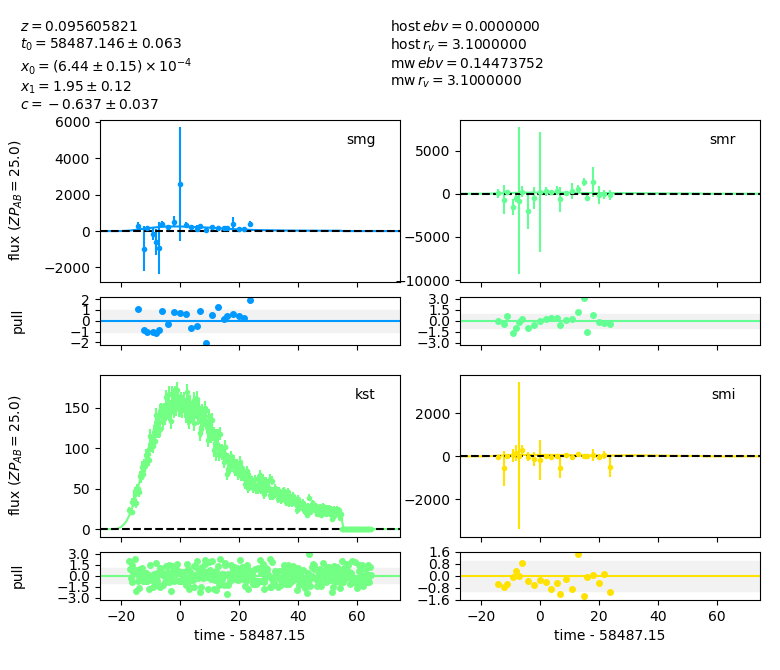 z = 0.095605821
t₀ = 58487.146 ± 0.063
x₀ = (6.44 ± 0.15) × 10⁻⁴
x₁ = 1.95 ± 0.12
c = −0.637 ± 0.037
host ebv = 0.0000000
host r_v = 3.1000000
mw ebv = 0.14473752
mw r_v = 3.1000000
smg
flux (ZP_AB = 25.0)
6000
4000
2000
0
−2000
smr
5000
0
−5000
−10000
pull
2
1
0
−1
−2
3.0
1.5
0.0
−1.5
−3.0
kst
flux (ZP_AB = 25.0)
150
100
50
0
smi
2000
0
−2000
pull
3.0
1.5
0.0
−1.5
−3.0
1.6
0.8
0.0
−0.8
−1.6
−20 0 20 40 60
−20 0 20 40 60
time - 58487.15
time - 58487.15